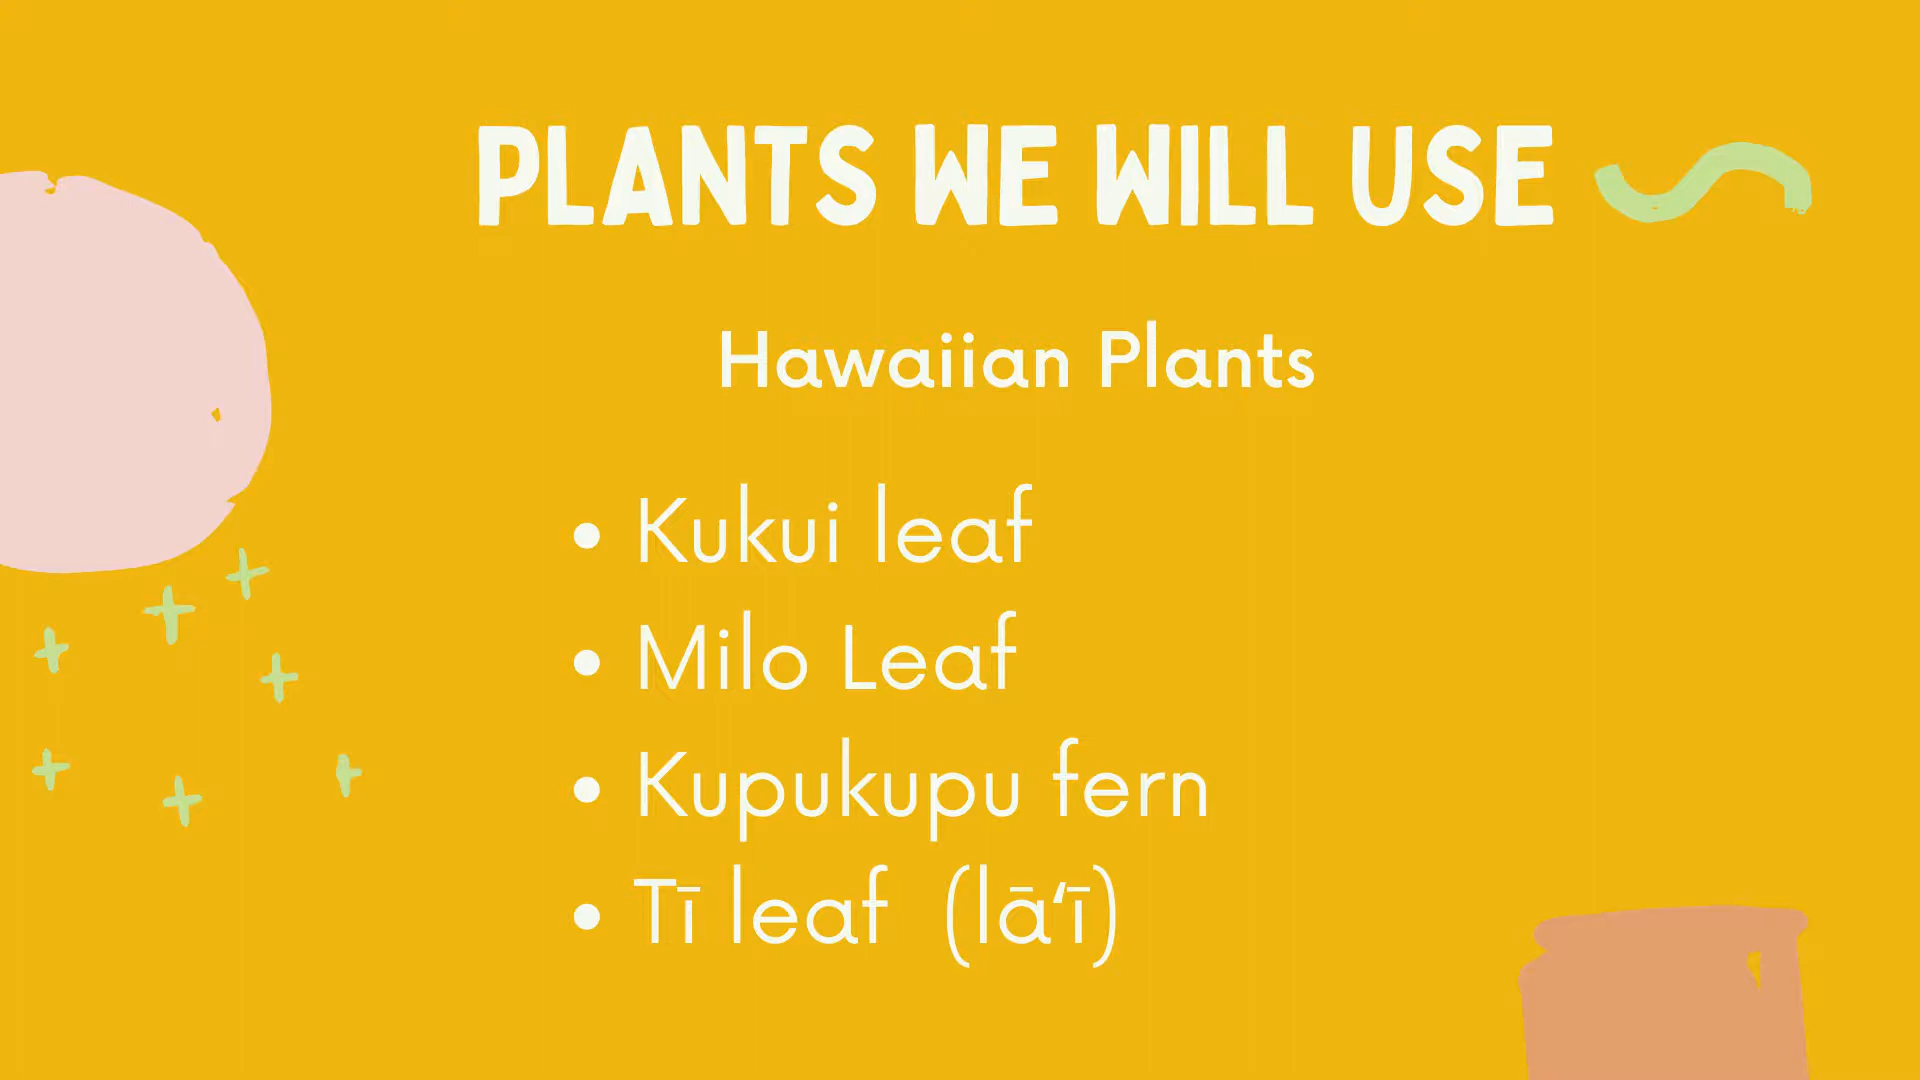 PLANTS WE WILL USE
Hawaiian Plants
• Kukui leaf
• Milo Leaf
• Kupukupu fern
• Tī leaf (lāʻī)